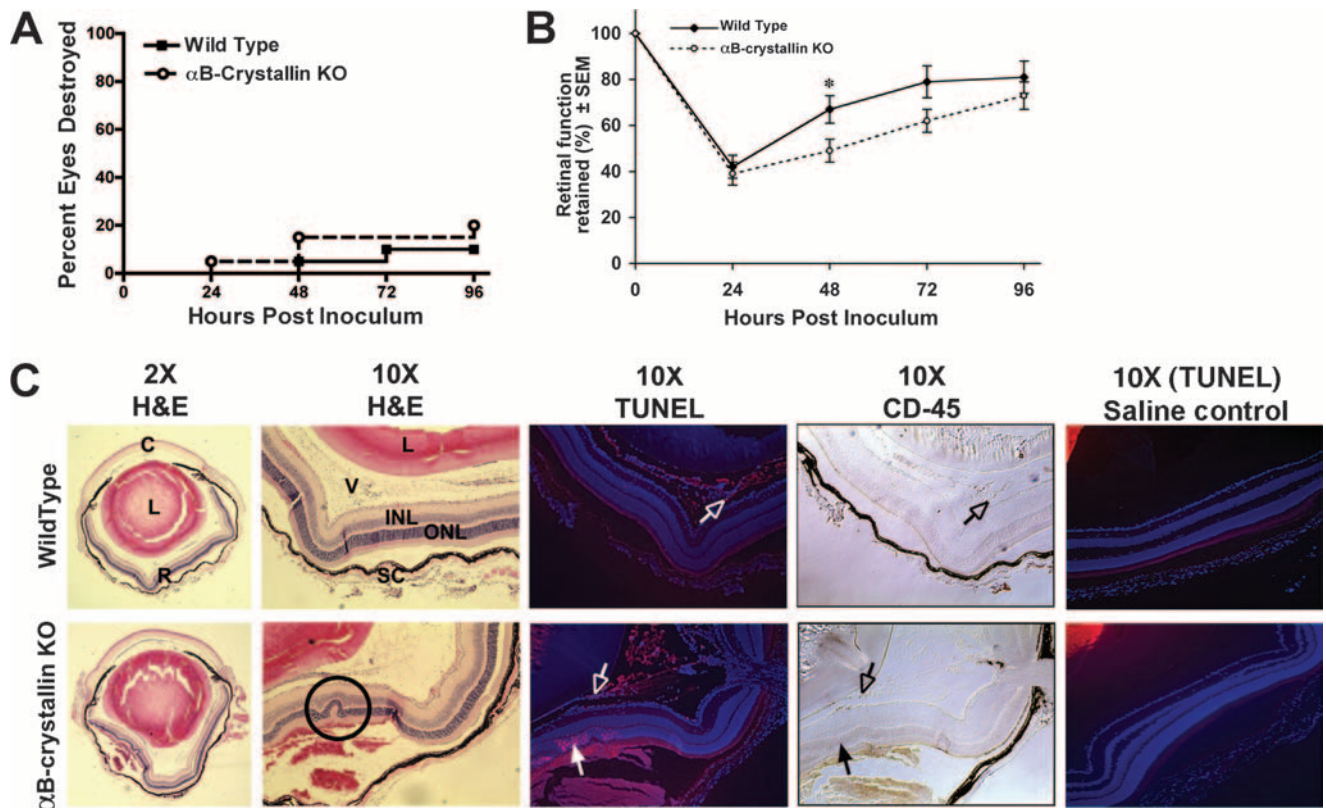 A
100
80
60
40
20
0
Percent Eyes Destroyed
Wild Type
αB-Crystallin KO
0 24 48 72 96
Hours Post Inoculum
B
100
80
60
40
20
0
Retinal function
retained (%) ± SEM
Wild Type
αB-crystallin KO
*
0 24 48 72 96
Hours Post Inoculum
C
2X
H&E
10X
H&E
10X
TUNEL
10X
CD-45
10X (TUNEL)
Saline control
WildType
C
L
R
L
V
INL
ONL
SC
αB-crystallin KO